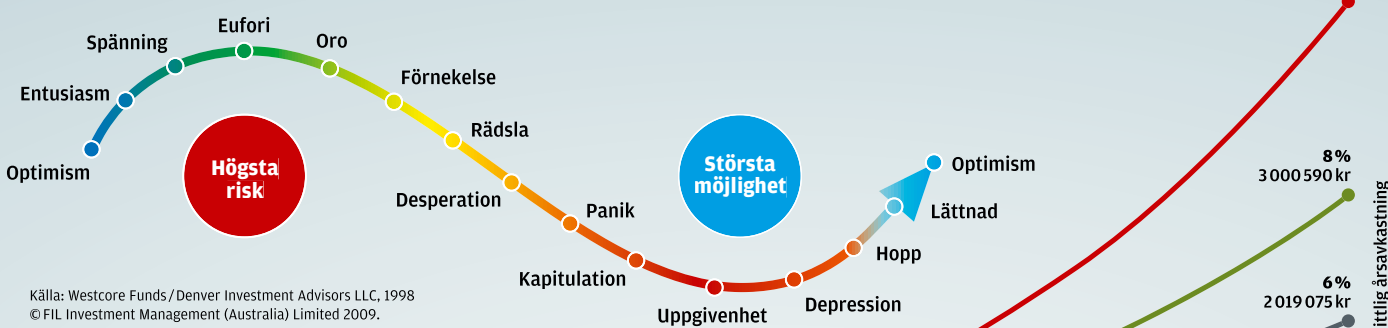 Optimism
Entusiasm
Spänning
Eufori
Oro
Förnekelse
Rädsla
Desperation
Panik
Kapitulation
Uppgivenhet
Depression
Hopp
Lättnad
Optimism
Högsta
risk
Största
möjlighet
Källa: Westcore Funds/Denver Investment Advisors LLC, 1998
© FIL Investment Management (Australia) Limited 2009.
8%
3 000 590 kr
6%
2 019 075 kr
årsavkastning